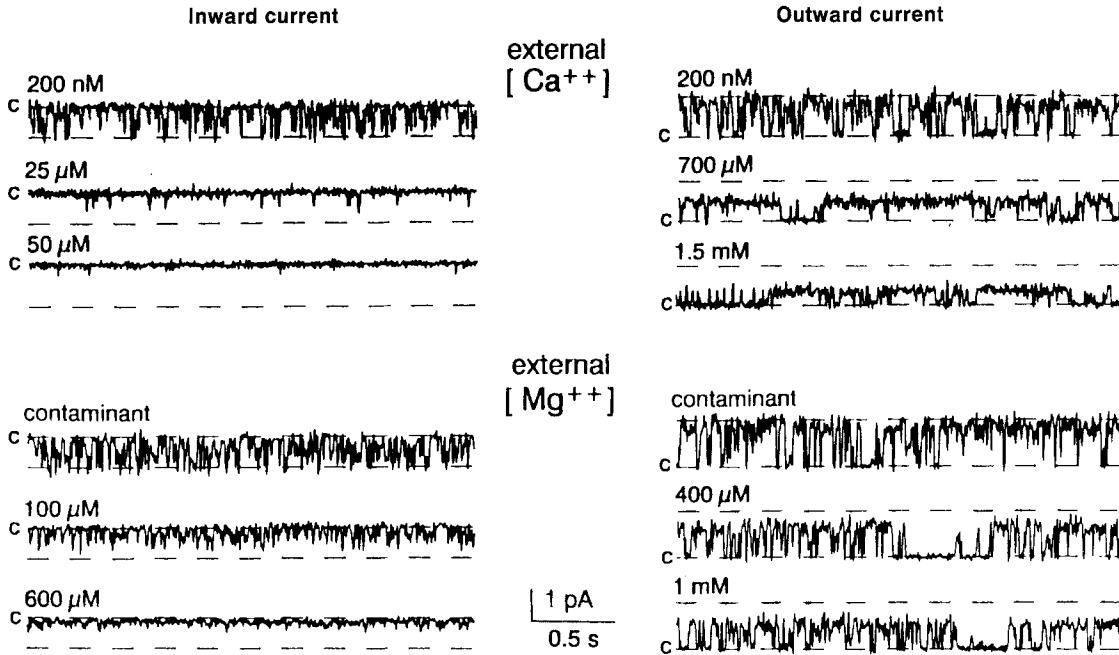 Inward current
Outward current
external
[ Ca++ ]
200 nM
c
25 µM
c
50 µM
c
200 nM
c
700 µM
c
1.5 mM
c
external
[ Mg++ ]
contaminant
c
100 µM
c
600 µM
c
1 pA
0.5 s
contaminant
c
400 µM
c
1 mM
c